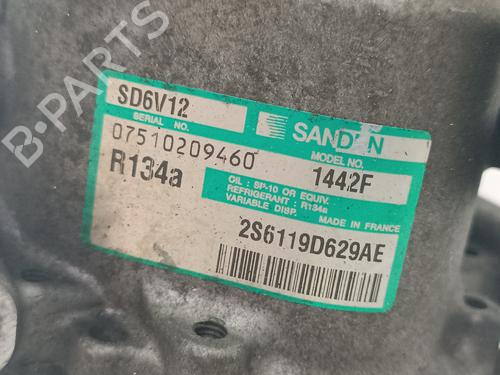 B-PARTS
SD6V12
SERIAL NO.
07510209460
R134a
SANDEN
MODEL NO.
1442F
OIL : SP-10 OR EQUIV.
REFRIGERANT : R134a
VARIABLE DISP.
MADE IN FRANCE
2S6119D629AE